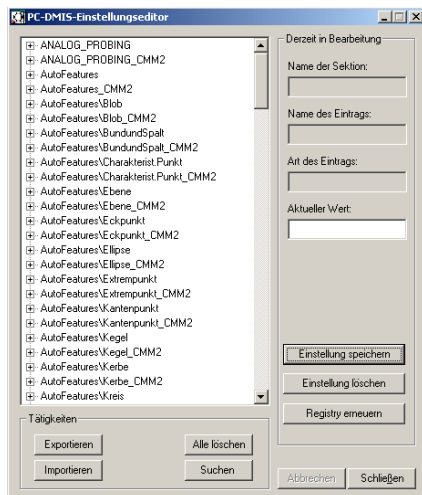 PC-DMIS-Einstellungseditor
ANALOG_PROBING
ANALOG_PROBING_CMM2
AutoFeatures
AutoFeatures_CMM2
AutoFeatures\Blob
AutoFeatures\Blob_CMM2
AutoFeatures\BundundSpalt
AutoFeatures\BundundSpalt_CMM2
AutoFeatures\Charakterist.Punkt
AutoFeatures\Charakterist.Punkt_CMM2
AutoFeatures\Ebene
AutoFeatures\Ebene_CMM2
AutoFeatures\Eckpunkt
AutoFeatures\Eckpunkt_CMM2
AutoFeatures\Ellipse
AutoFeatures\Ellipse_CMM2
AutoFeatures\Extrempunkt
AutoFeatures\Extrempunkt_CMM2
AutoFeatures\Kantenpunkt
AutoFeatures\Kantenpunkt_CMM2
AutoFeatures\Kegel
AutoFeatures\Kegel_CMM2
AutoFeatures\Kerbe
AutoFeatures\Kerbe_CMM2
AutoFeatures\Kreis
Derzeit in Bearbeitung
Name der Sektion:
Name des Eintrags:
Art des Eintrags:
Aktueller Wert:
Einstellung speichern
Einstellung löschen
Registry erneuern
Tätigkeiten
Exportieren
Alle löschen
Importieren
Suchen
Abbrechen
Schließen